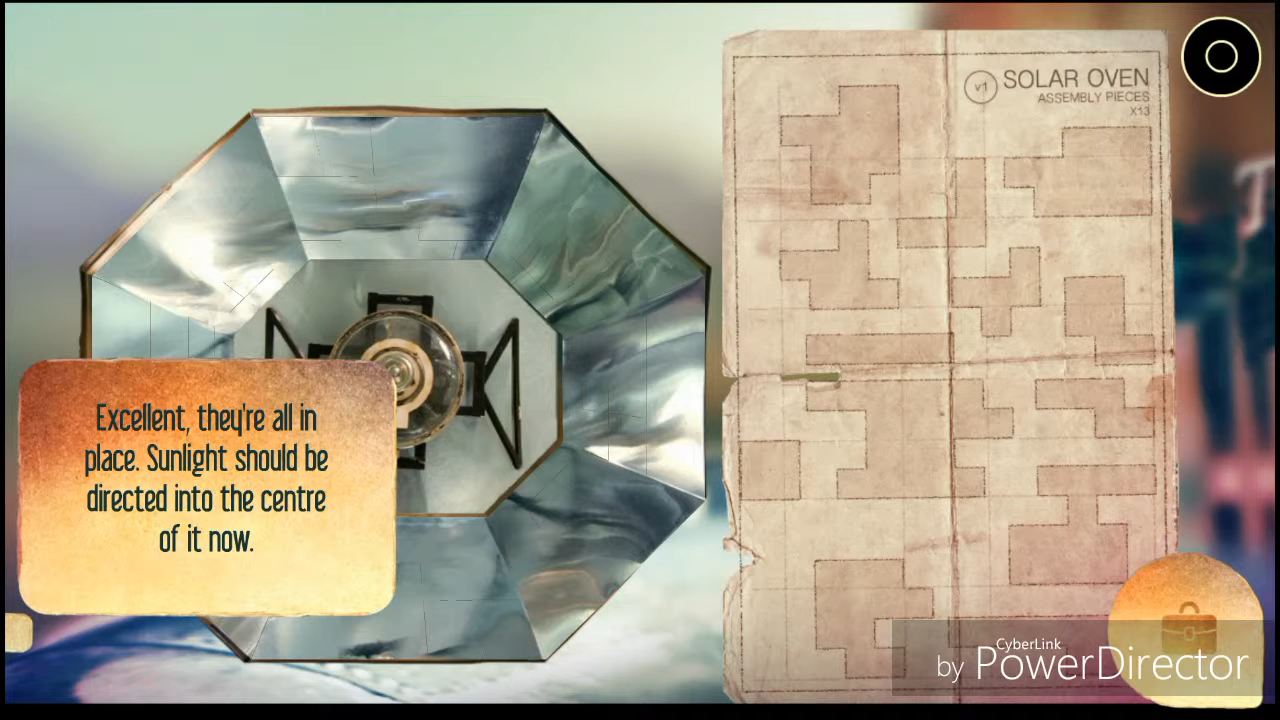 v1 SOLAR OVEN
ASSEMBLY PIECES
X13
Excellent, they're all in
place. Sunlight should be
directed into the centre
of it now.
CyberLink
by PowerDirector